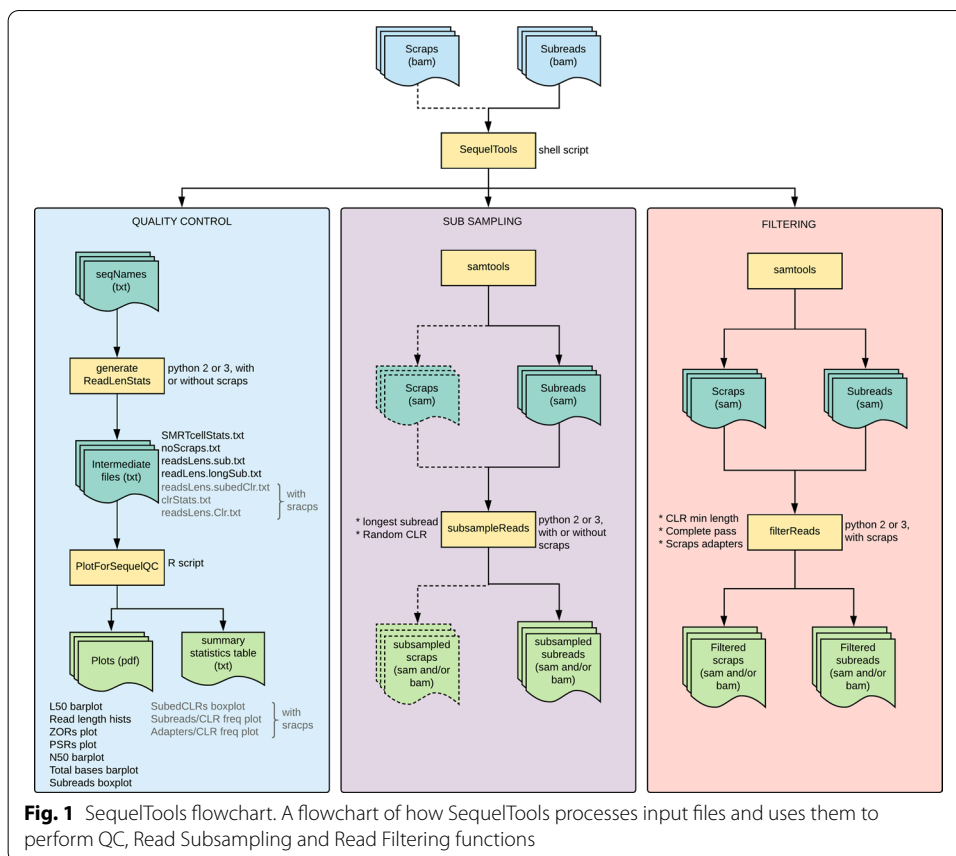 Scraps
(bam)
Subreads
(bam)
SequelTools
shell script
QUALITY CONTROL
seqNames
(txt)
generate
ReadLenStats
python 2 or 3, with
or without scraps
Intermediate
files (txt)
SMRTcellStats.txt
noScraps.txt
readsLens.sub.txt
readLens.longSub.txt
readsLens.subedClr.txt
clrStats.txt
readsLens.Clr.txt
with
sracps
PlotForSequelQC
R script
Plots (pdf)
summary
statistics table
(txt)
L50 barplot
Read length hists
ZORs plot
PSRs plot
N50 barplot
Total bases barplot
Subreads boxplot
SubedCLRs boxplot
Subreads/CLR freq plot
Adapters/CLR freq plot
with
sracps
SUB SAMPLING
samtools
Scraps
(sam)
Subreads
(sam)
* longest subread
* Random CLR
subsampleReads
python 2 or 3,
with or without
scraps
subsampled
scraps
(sam and/or
bam)
subsampled
subreads
(sam and/or
bam)
FILTERING
samtools
Scraps
(sam)
Subreads
(sam)
* CLR min length
* Complete pass
* Scraps adapters
filterReads
python 2 or 3,
with scraps
Filtered
scraps
(sam and/or
bam)
Filtered
subreads
(sam and/or
bam)
Fig. 1 SequelTools flowchart. A flowchart of how SequelTools processes input files and uses them to
perform QC, Read Subsampling and Read Filtering functions